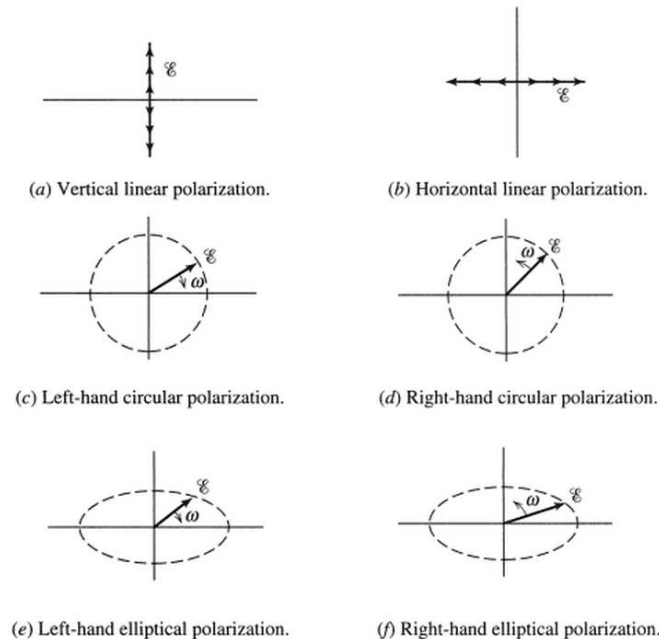 ℰ
ℰ
(a) Vertical linear polarization.
(b) Horizontal linear polarization.
ℰ
ω
ω
ℰ
(c) Left-hand circular polarization.
(d) Right-hand circular polarization.
ℰ
ω
ω
ℰ
(e) Left-hand elliptical polarization.
(f) Right-hand elliptical polarization.